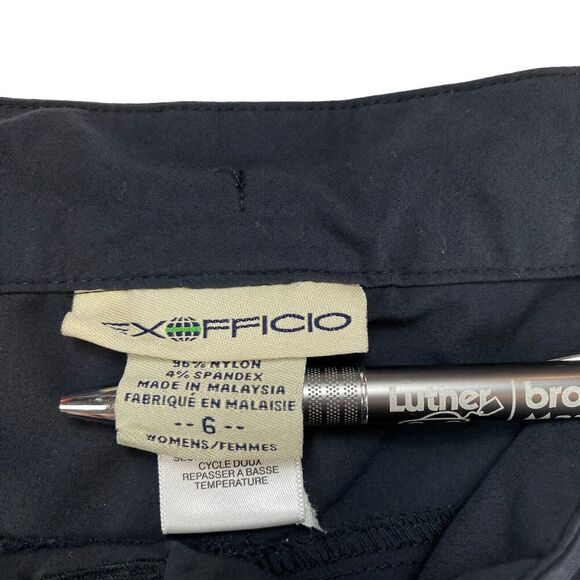 EXOFFICIO
96% NYLON
4% SPANDEX
MADE IN MALAYSIA
FABRIQUÉ EN MALAISIE
-- 6 --
WOMENS/FEMMES
CYCLE DOUX
REPASSER A BASSE
TEMPERATURE
Luther bro